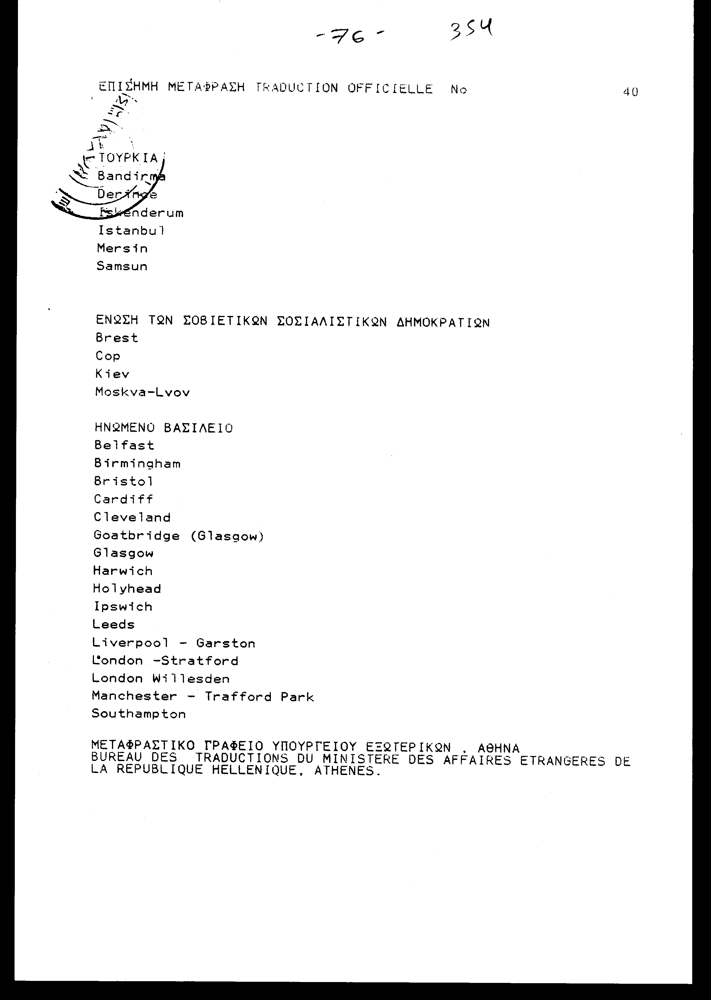 -76- 354
ΕΠΙΣΗΜΗ ΜΕΤΑΦΡΑΣΗ TRADUCTION OFFICIELLE No 40
ΤΟΥΡΚΙΑ
Bandirma
Derince
Iskenderum
Istanbul
Mersin
Samsun
ΕΝΩΣΗ ΤΩΝ ΣΟΒΙΕΤΙΚΩΝ ΣΟΣΙΑΛΙΣΤΙΚΩΝ ΔΗΜΟΚΡΑΤΙΩΝ
Brest
Cop
Kiev
Moskva-Lvov
ΗΝΩΜΕΝΟ ΒΑΣΙΛΕΙΟ
Belfast
Birmingham
Bristol
Cardiff
Cleveland
Goatbridge (Glasgow)
Glasgow
Harwich
Holyhead
Ipswich
Leeds
Liverpool - Garston
London -Stratford
London Willesden
Manchester - Trafford Park
Southampton
ΜΕΤΑΦΡΑΣΤΙΚΟ ΓΡΑΦΕΙΟ ΥΠΟΥΡΓΕΙΟΥ ΕΞΩΤΕΡΙΚΩΝ , ΑΘΗΝΑ
BUREAU DES TRADUCTIONS DU MINISTERE DES AFFAIRES ETRANGERES DE
LA REPUBLIQUE HELLENIQUE, ATHENES.